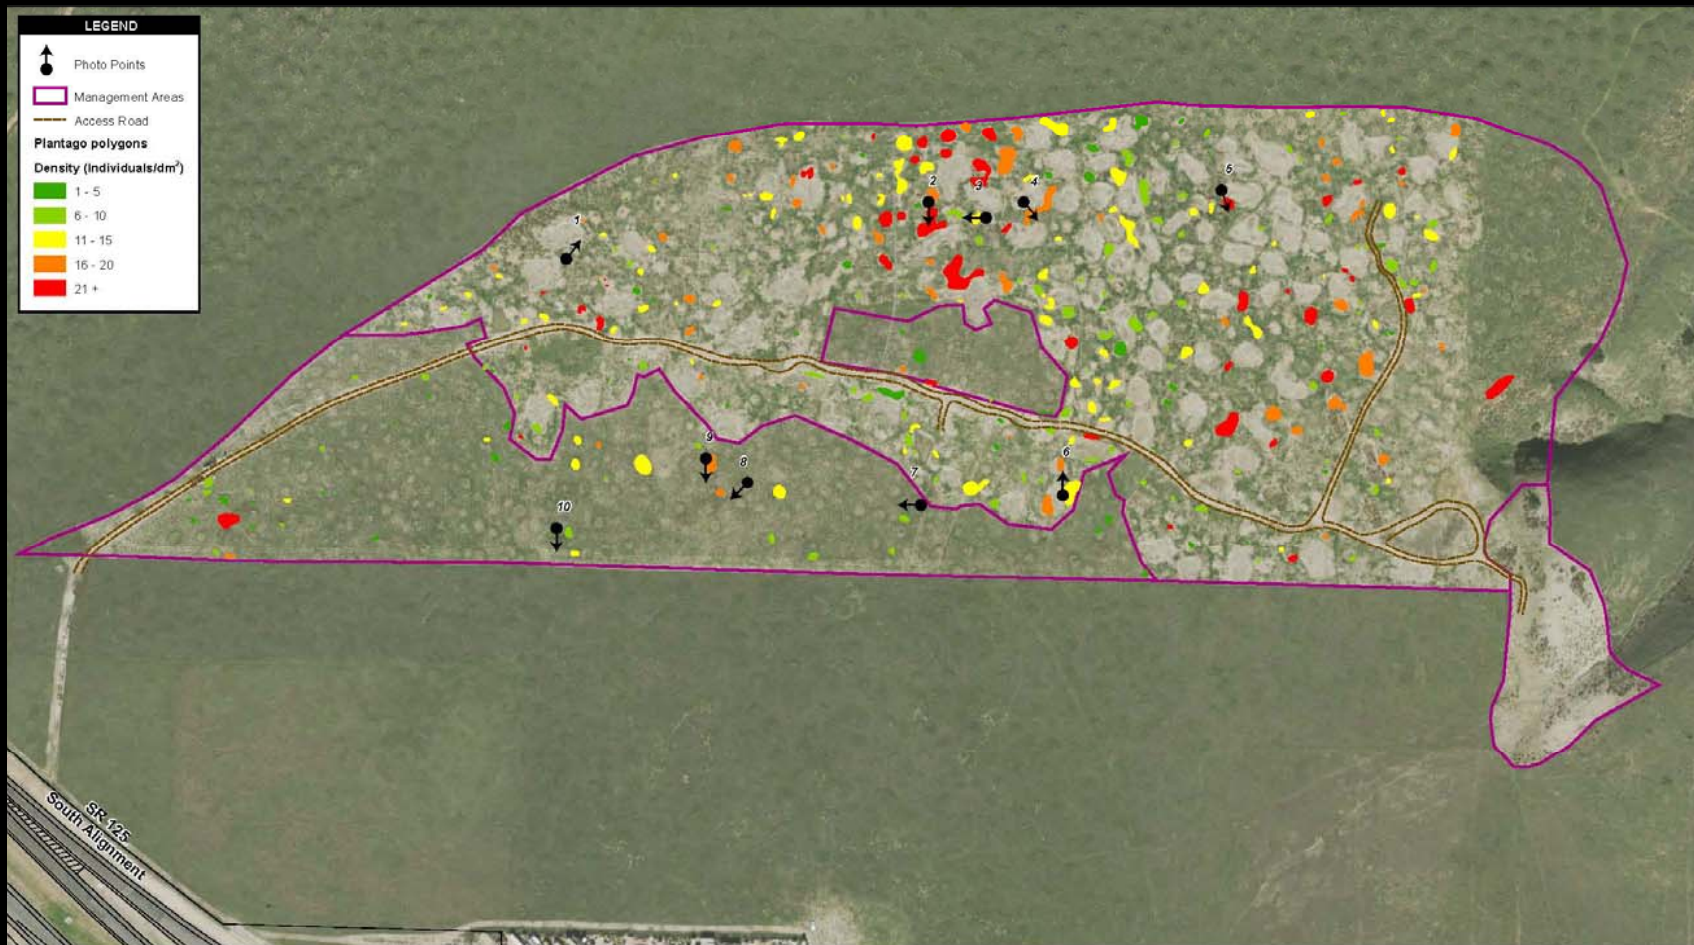 LEGEND
Photo Points
Management Areas
Access Road
Plantago polygons
Density (individuals/dm²)
1 - 5
6 - 10
11 - 15
16 - 20
21 +
1
2
3
4
5
6
7
8
9
10
SR 125
South Alignment